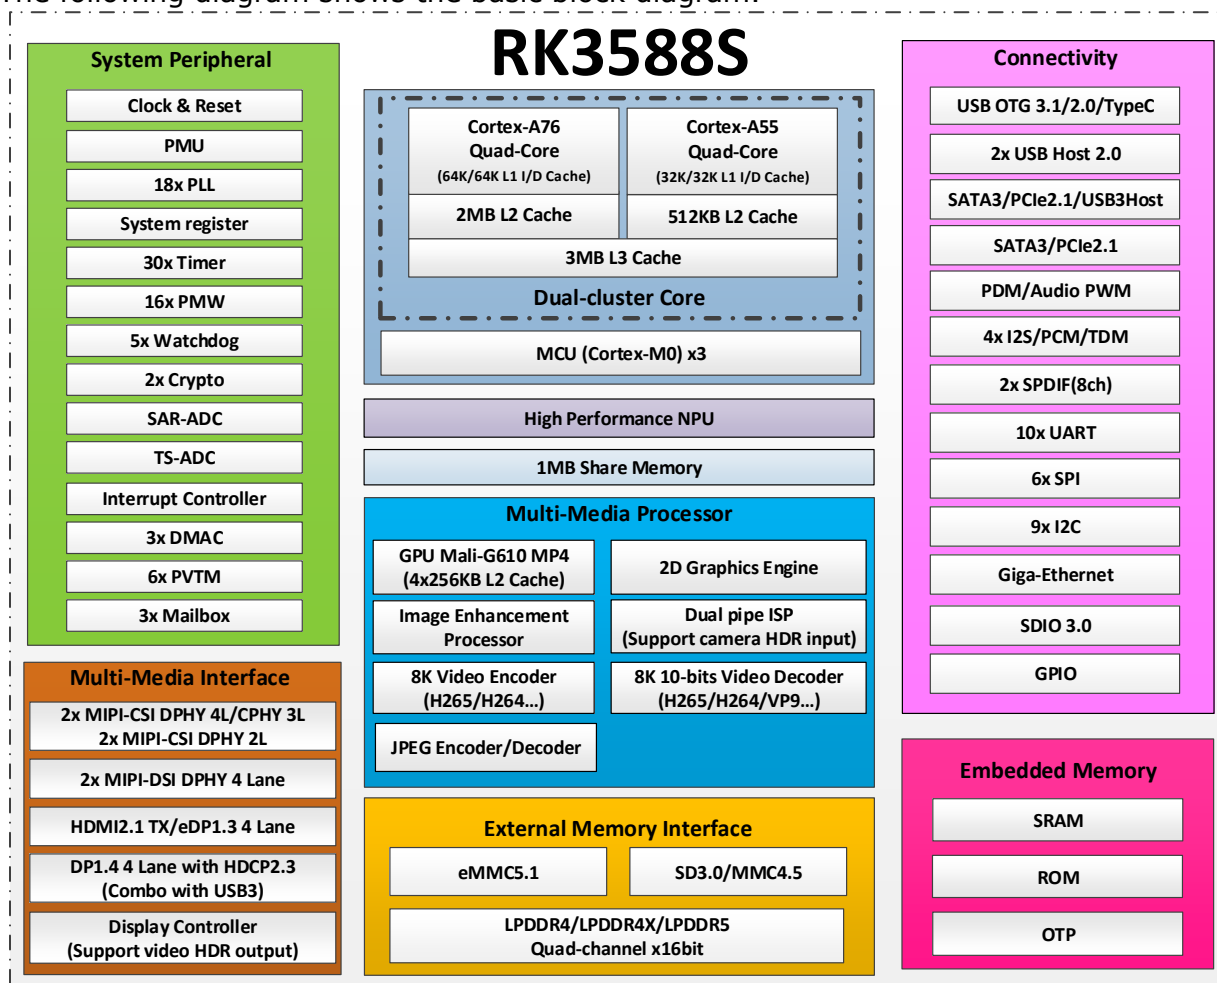 The following diagram shows the basic block diagram.
RK3588S
System Peripheral
Clock & Reset
PMU
18x PLL
System register
30x Timer
16x PMW
5x Watchdog
2x Crypto
SAR-ADC
TS-ADC
Interrupt Controller
3x DMAC
6x PVTM
3x Mailbox
Multi-Media Interface
2x MIPI-CSI DPHY 4L/CPHY 3L
2x MIPI-CSI DPHY 2L
2x MIPI-DSI DPHY 4 Lane
HDMI2.1 TX/eDP1.3 4 Lane
DP1.4 4 Lane with HDCP2.3
(Combo with USB3)
Display Controller
(Support video HDR output)
Cortex-A76
Quad-Core
(64K/64K L1 I/D Cache)
2MB L2 Cache
Cortex-A55
Quad-Core
(32K/32K L1 I/D Cache)
512KB L2 Cache
3MB L3 Cache
Dual-cluster Core
MCU (Cortex-M0) x3
High Performance NPU
1MB Share Memory
Multi-Media Processor
GPU Mali-G610 MP4
(4x256KB L2 Cache)
2D Graphics Engine
Image Enhancement
Processor
Dual pipe ISP
(Support camera HDR input)
8K Video Encoder
(H265/H264...)
8K 10-bits Video Decoder
(H265/H264/VP9...)
JPEG Encoder/Decoder
External Memory Interface
eMMC5.1
SD3.0/MMC4.5
LPDDR4/LPDDR4X/LPDDR5
Quad-channel x16bit
Connectivity
USB OTG 3.1/2.0/TypeC
2x USB Host 2.0
SATA3/PCIe2.1/USB3Host
SATA3/PCIe2.1
PDM/Audio PWM
4x I2S/PCM/TDM
2x SPDIF(8ch)
10x UART
6x SPI
9x I2C
Giga-Ethernet
SDIO 3.0
GPIO
Embedded Memory
SRAM
ROM
OTP